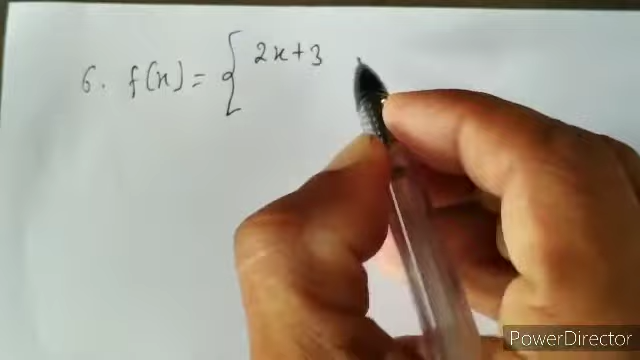 6. f(x) = { 2x+3
PowerDirector